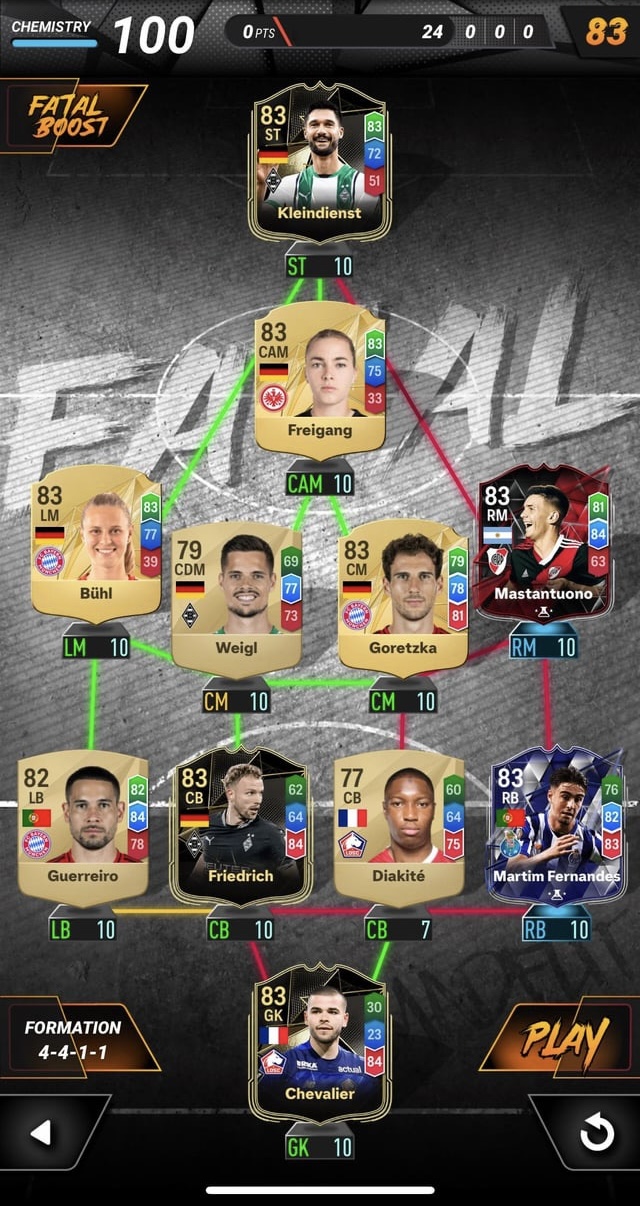 CHEMISTRY 100 0 PTS 24 0 0 0 83
FATAL
BOOST
83
ST
83
72
51
Kleindienst
ST 10
FATAL
83
CAM
83
75
33
Freigang
CAM 10
83
LM
83
77
39
Bühl
LM 10
79
CDM
69
77
73
Weigl
CM 10
83
CM
79
78
81
Goretzka
CM 10
83
RM
81
84
63
Mastantuono
RM 10
82
LB
82
84
78
Guerreiro
LB 10
83
CB
62
64
84
Friedrich
CB 10
77
CB
60
64
75
LOSC
Diakité
CB 7
83
RB
76
82
83
Martim Fernandes
RB 10
83
GK
30
23
84
LOSC
actual
Chevalier
GK 10
FORMATION
4-4-1-1
PLAY